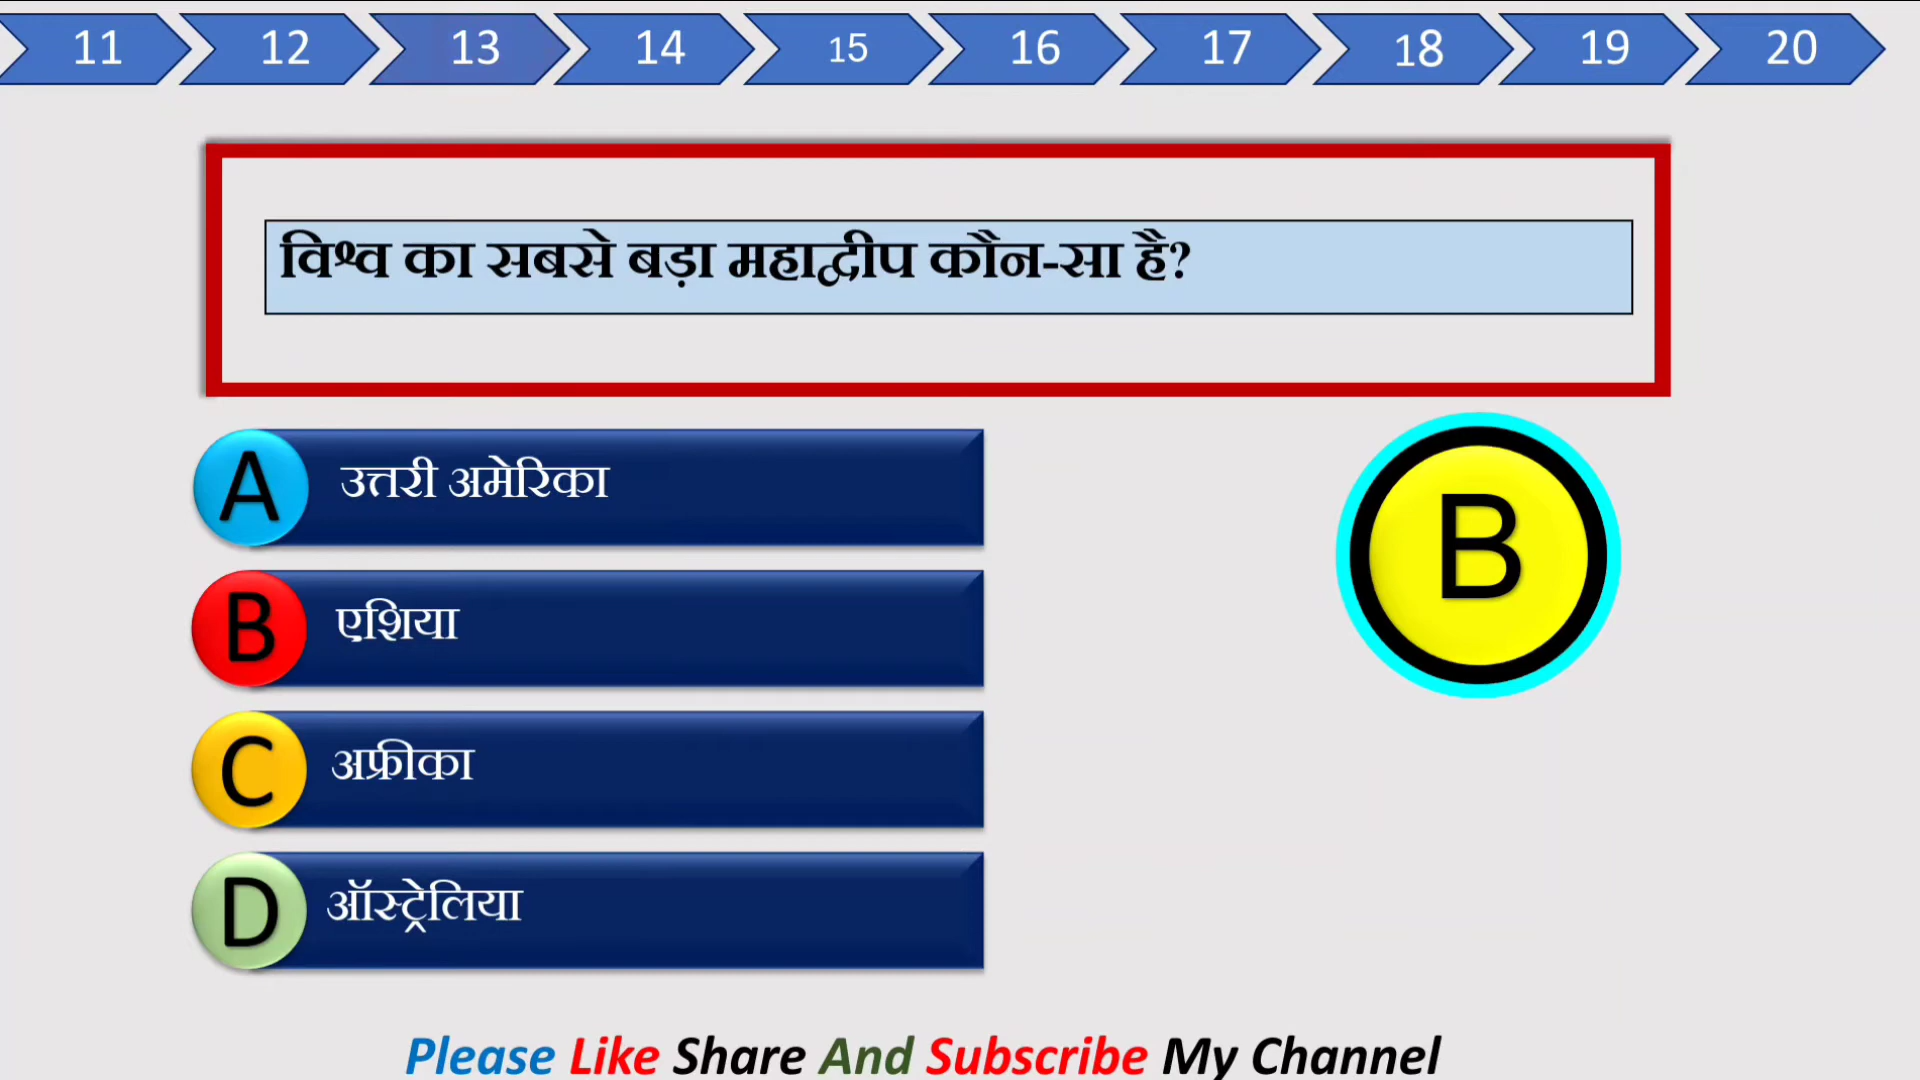 11 12 13 14 15 16 17 18 19 20
विश्व का सबसे बड़ा महाद्वीप कौन-सा है?
A उत्तरी अमेरिका
B एशिया
C अफ्रीका
D ऑस्ट्रेलिया
B
Please Like Share And Subscribe My Channel